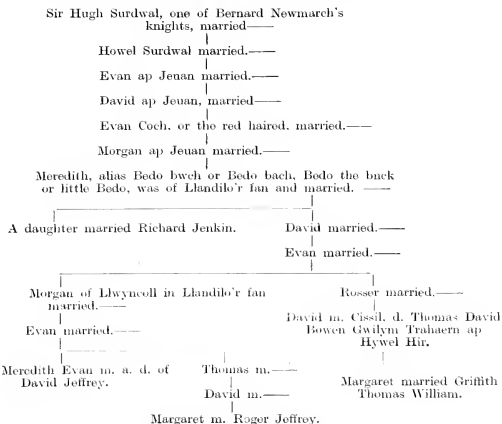 Sir Hugh Surdwal, one of Bernard Newmarch's
knights, married——
Howel Surdwal married.——
Evan ap Jeuan married.——
David ap Jeuan, married——
Evan Coch, or the red haired, married.——
Morgan ap Jeuan married.——
Meredith, alias Bedo bwch or Bedo bach, Bedo the buck
or little Bedo, was of Llandilo'r fan and married. ——
A daughter married Richard Jenkin. David married.——
Evan married.——
Morgan of Llwyncoll in Llandilo'r fan Rosser married.——
married.——
David m. Cissil. d. Thomas David
Evan married.—— Bowen Gwilym Trahaern ap
Hywel Hir.
Meredith Evan m. a. d. of Thomas m.——
David Jeffrey. Margaret married Griffith
David m.—— Thomas William.
Margaret m. Roger Jeffrey.